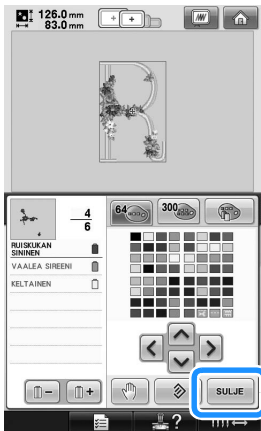 126.0 mm
83.0 mm
4
6
64
300
RUISKUKAN
SININEN
VAALEA SIREENI
KELTAINEN
SULJE
?